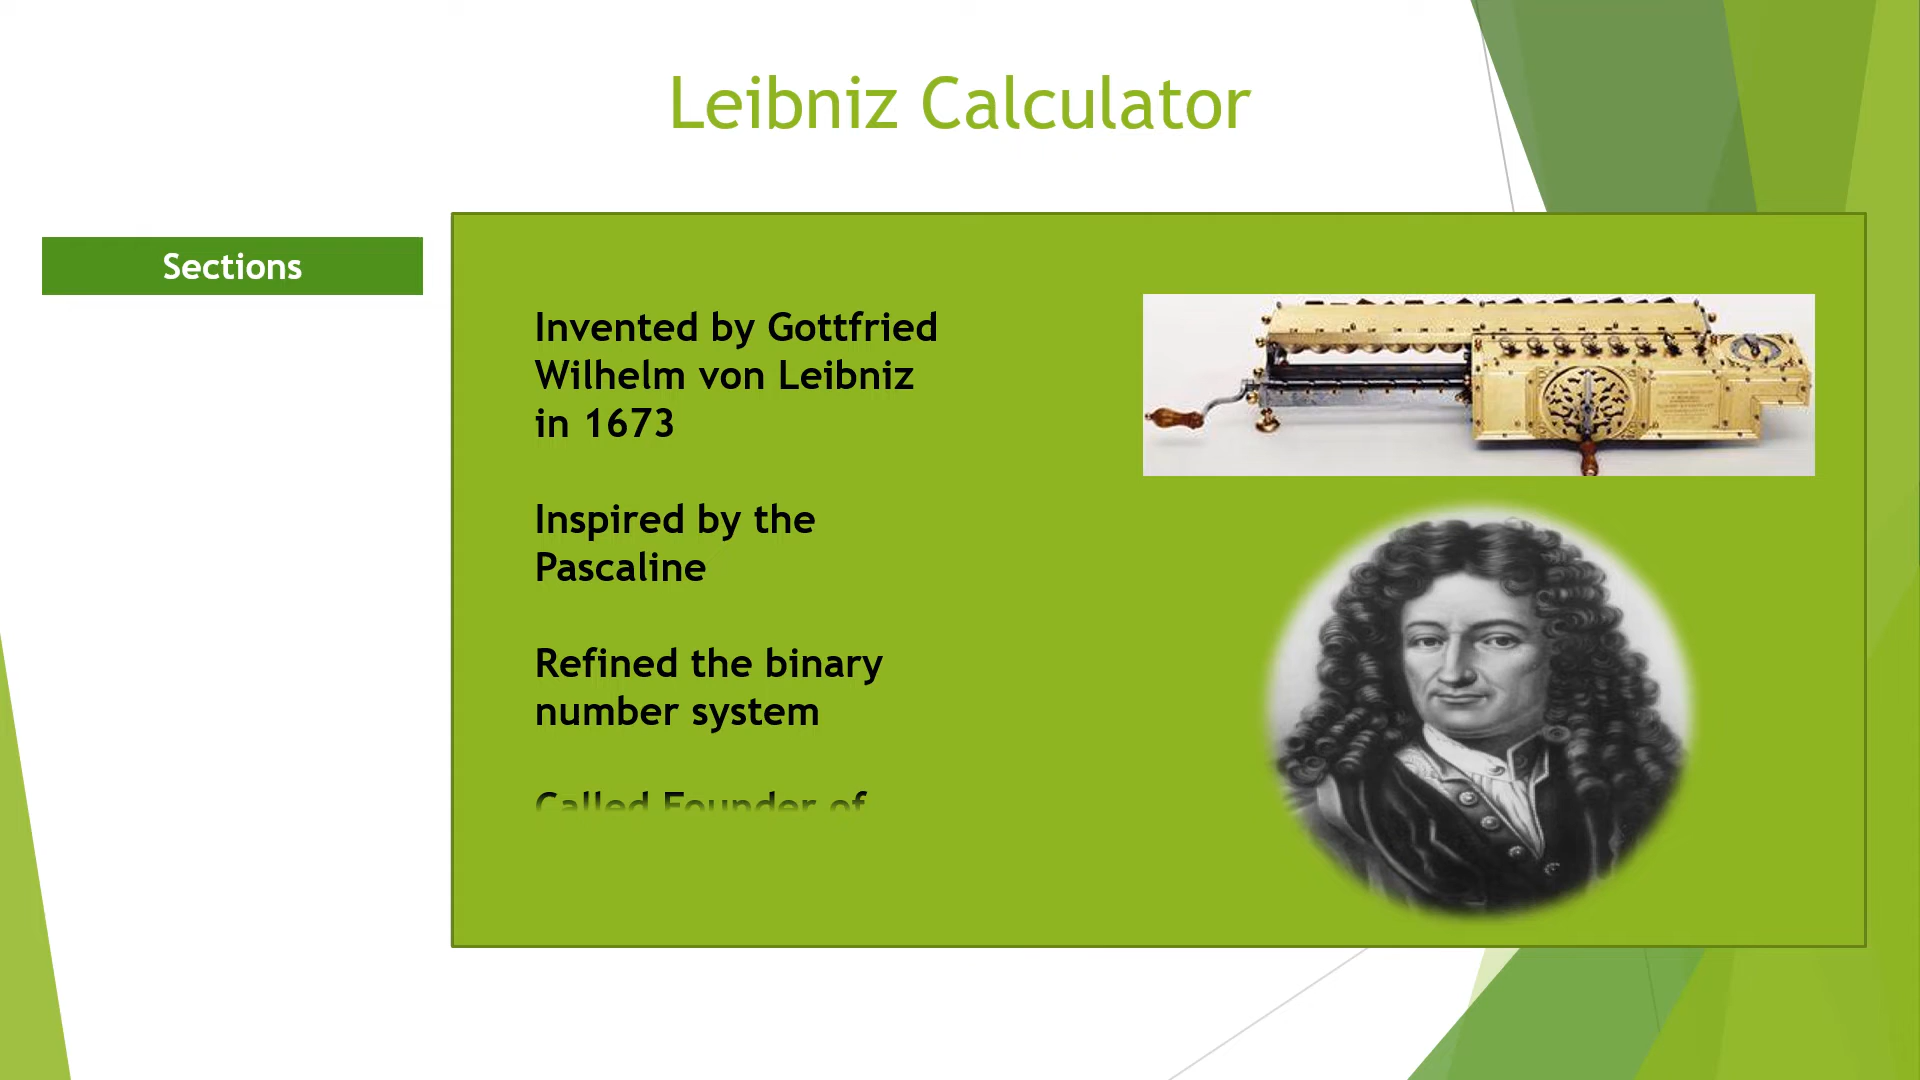 Leibniz Calculator
Sections
Invented by Gottfried
Wilhelm von Leibniz
in 1673
Inspired by the
Pascaline
Refined the binary
number system
Called Founder of